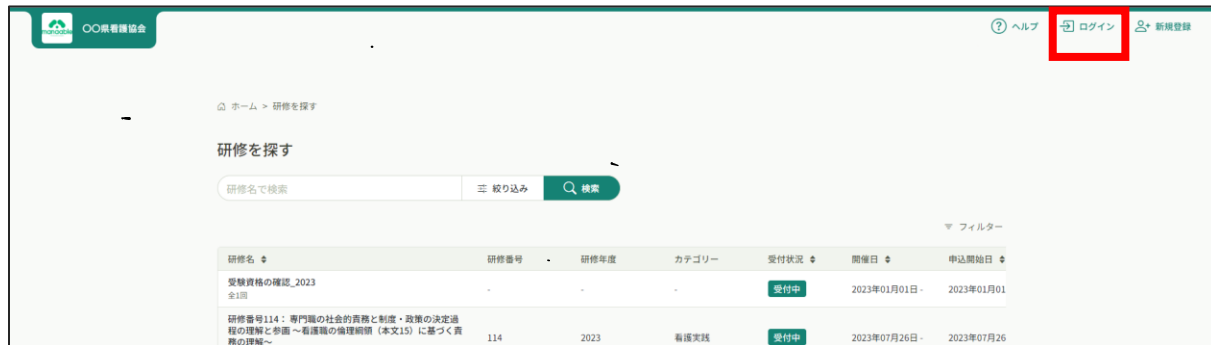 manaable
〇〇県看護協会
ヘルプ
ログイン
新規登録
ホーム > 研修を探す
研修を探す
研修名で検索
絞り込み
検索
フィルター
研修名 研修番号 研修年度 カテゴリー 受付状況 開催日 申込開始日
受験資格の確認_2023 - - - 受付中 2023年01月01日 - 2023年01月01
全1回
研修番号114： 専門職の社会的責務と制度・政策の決定過
程の理解と参画 ～看護職の倫理綱領（本文15）に基づく責 114 2023 看護実践 受付中 2023年07月26日 - 2023年07月26
務の理解～